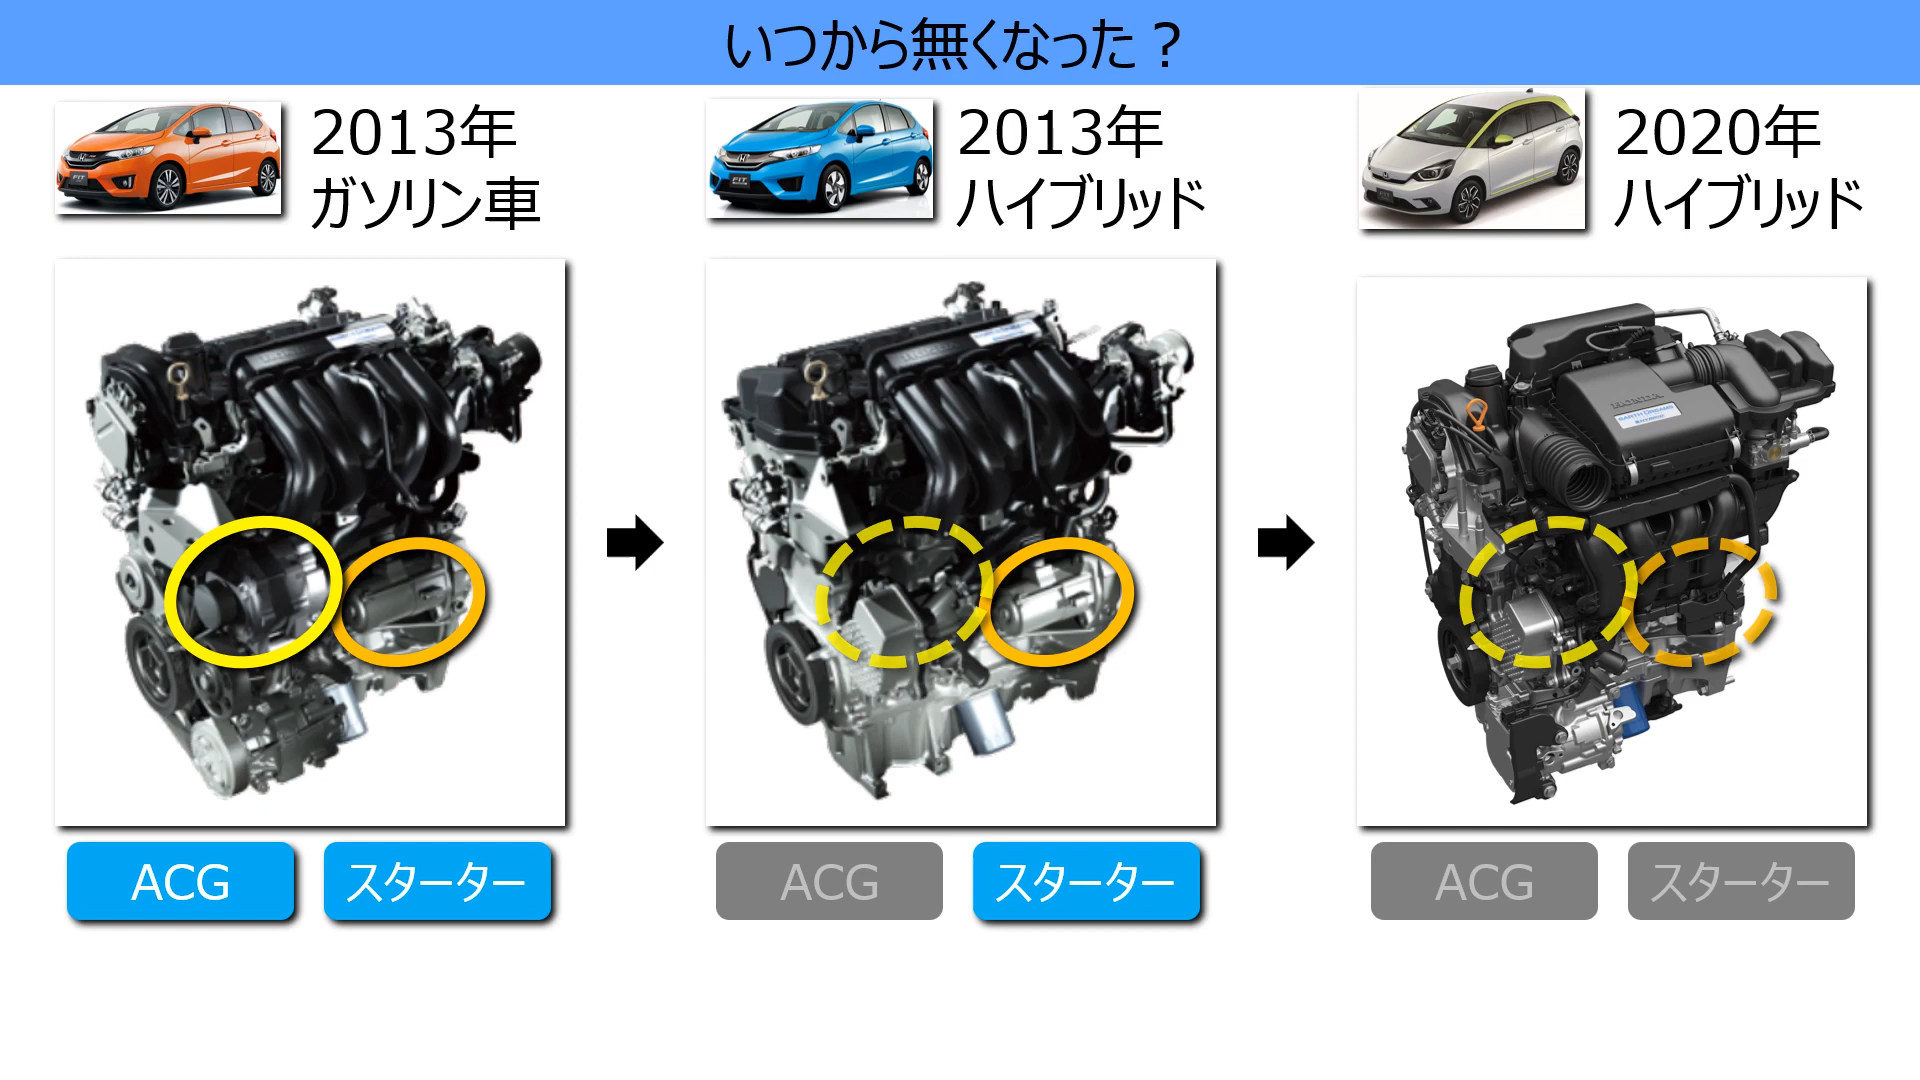 いつから無くなった？
2013年
ガソリン車
2013年
ハイブリッド
2020年
ハイブリッド
HONDA
EARTH DREAMS
ACG
スターター
ACG
スターター
ACG
スターター